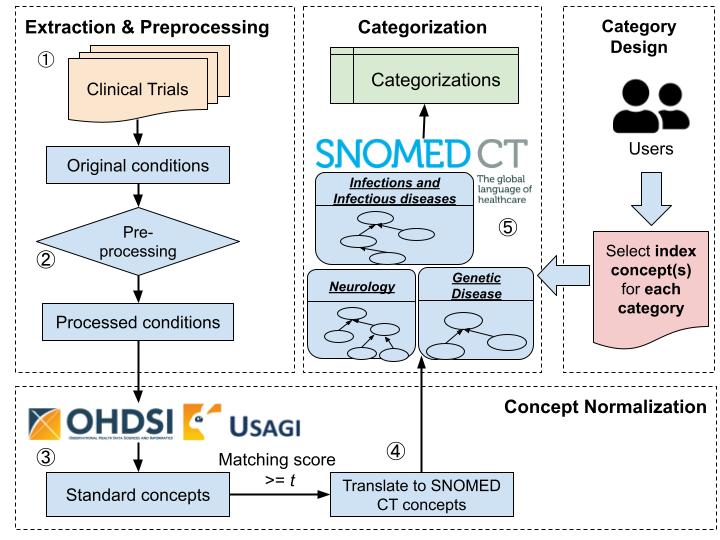 Extraction & Preprocessing
①
Clinical Trials
Original conditions
②
Pre-
processing
Processed conditions
Categorization
Categorizations
SNOMED CT
The global
language of
healthcare
Infections and
Infectious diseases
⑤
Neurology
Genetic
Disease
Category
Design
Users
Select index
concept(s)
for each
category
Concept Normalization
OHDSI
OBSERVATIONAL HEALTH DATA SCIENCES AND INFORMATICS
USAGI
③
Standard concepts
Matching score
>= t
④
Translate to SNOMED
CT concepts